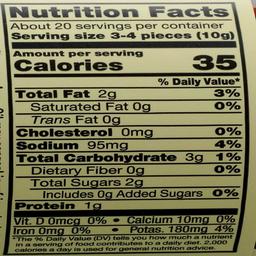 Nutrition Facts
About 20 servings per container
Serving size 3-4 pieces (10g)
Amount per serving
Calories 35
% Daily Value*
Total Fat 2g 3%
Saturated Fat 0g 0%
Trans Fat 0g
Cholesterol 0mg 0%
Sodium 95mg 4%
Total Carbohydrate 3g 1%
Dietary Fiber 0g 0%
Total Sugars 2g
Includes 0g Added Sugars 0%
Protein 1g
Vit. D 0mcg 0% • Calcium 10mg 0%
Iron 0mg 0% • Potas. 180mg 4%
*The % Daily Value (DV) tells you how much a nutrient
in a serving of food contributes to a daily diet. 2,000
calories a day is used for general nutrition advice.